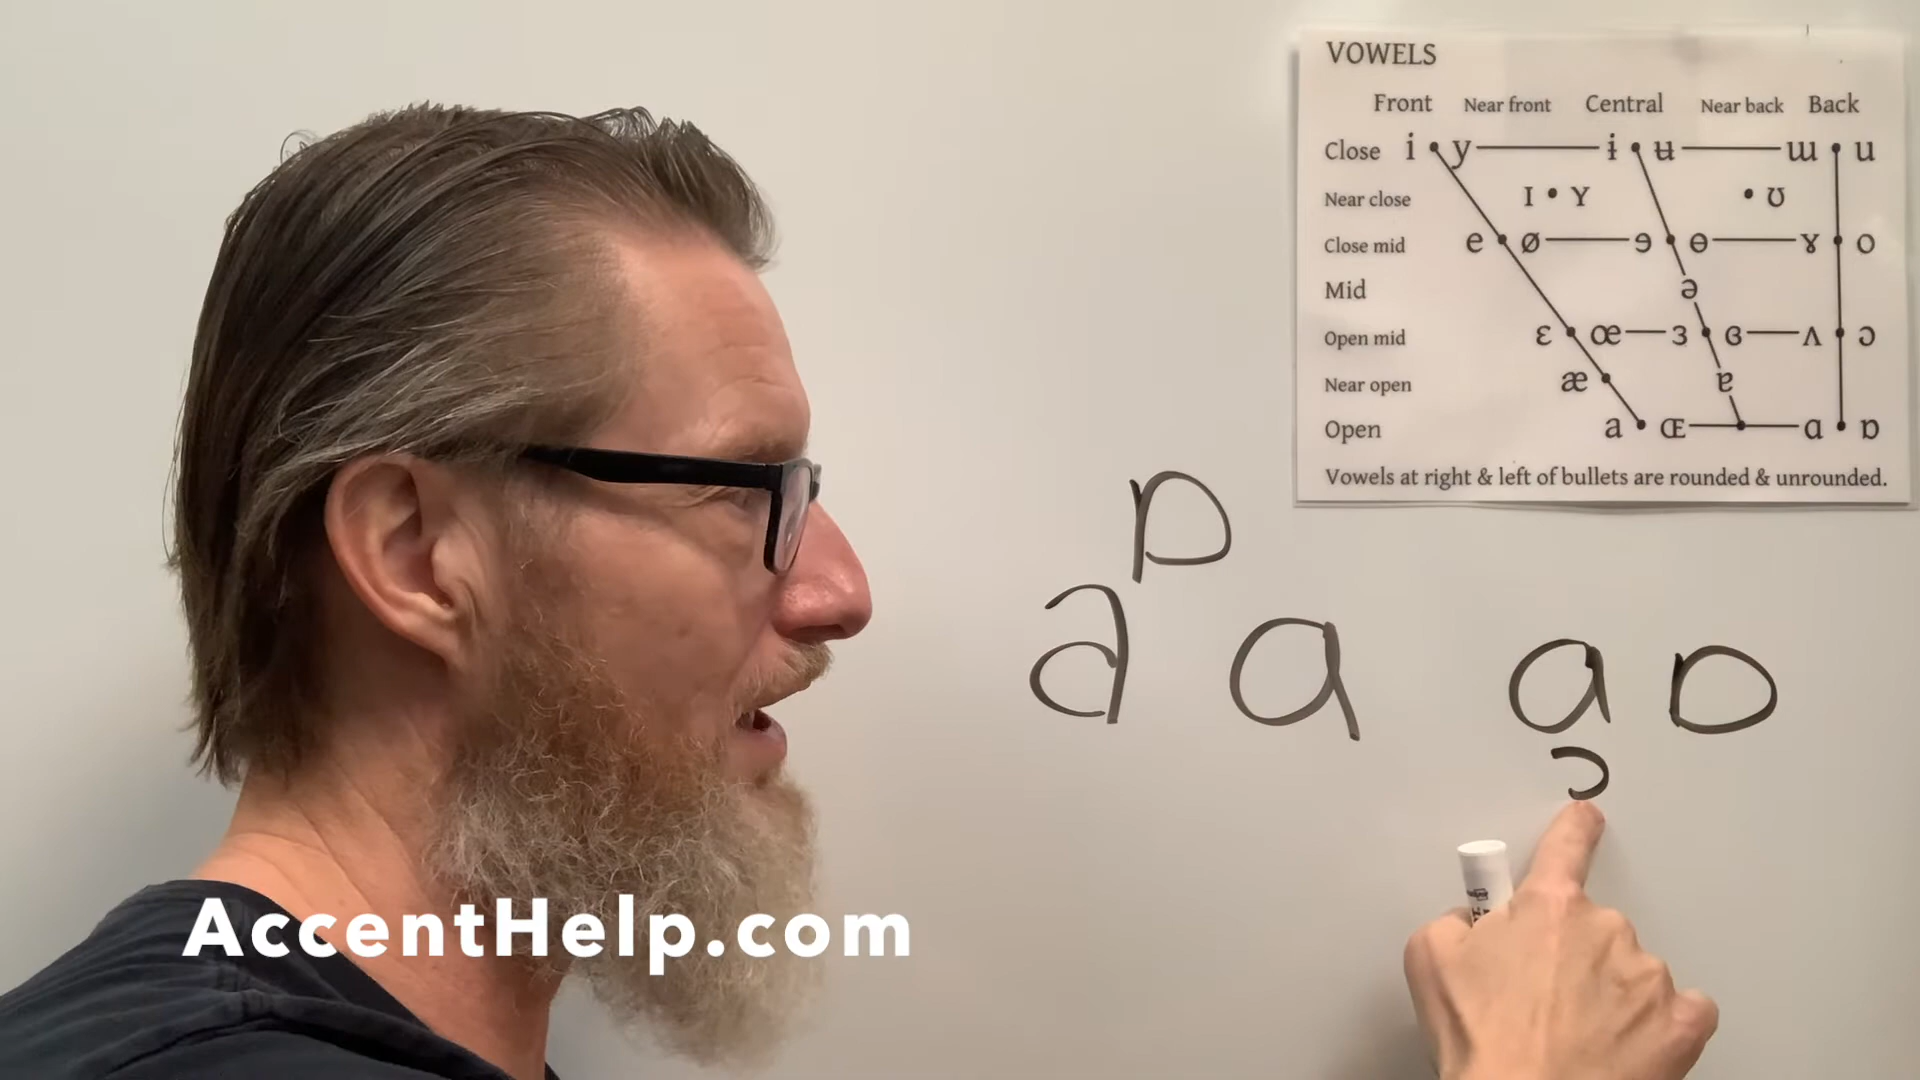 VOWELS
Front Near front Central Near back Back
Close i y ɨ ʉ ɯ u
Near close ɪ ʏ ʊ
Close mid e ø ɘ ɵ ɤ o
Mid ə
Open mid ɛ œ ɜ ɞ ʌ ɔ
Near open æ ɐ
Open a ɶ ɑ ɒ
Vowels at right & left of bullets are rounded & unrounded.
ɒ
a ɑ ɑ ɒ
ɔ
AccentHelp.com